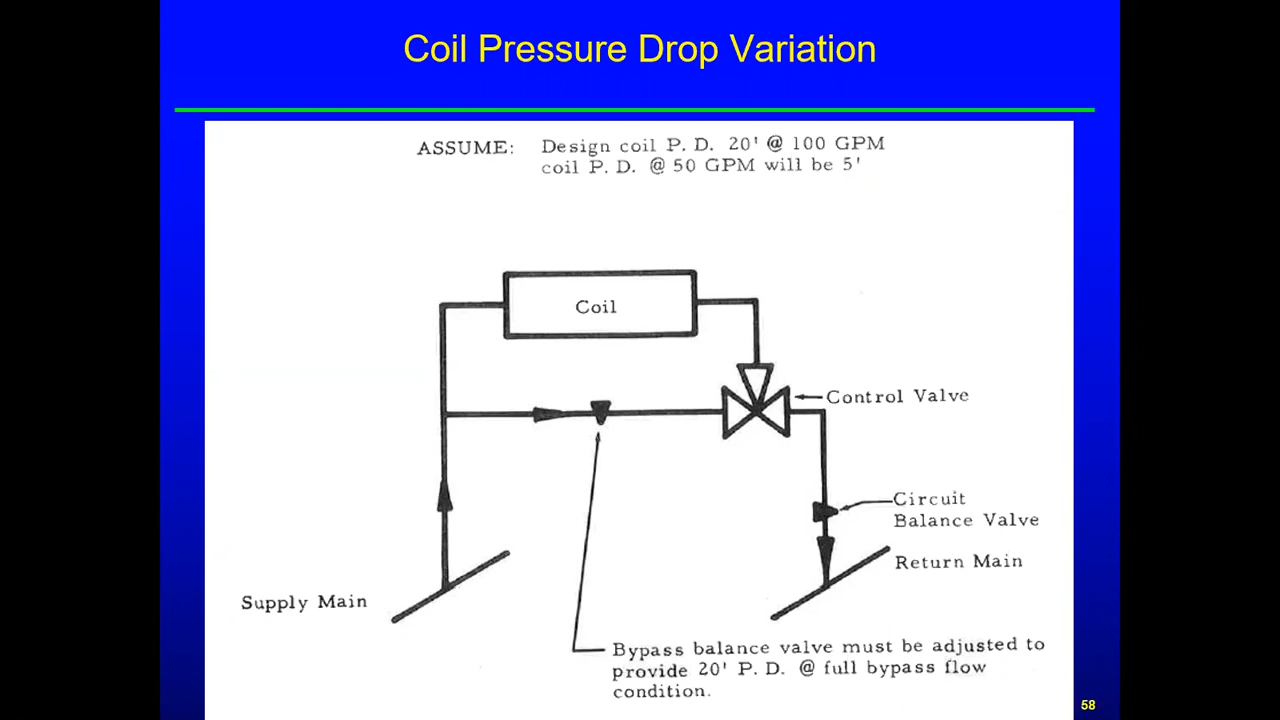 Coil Pressure Drop Variation
ASSUME: Design coil P. D. 20' @ 100 GPM
coil P. D. @ 50 GPM will be 5'
Coil
Control Valve
Circuit
Balance Valve
Return Main
Supply Main
Bypass balance valve must be adjusted to
provide 20' P. D. @ full bypass flow
condition.
58